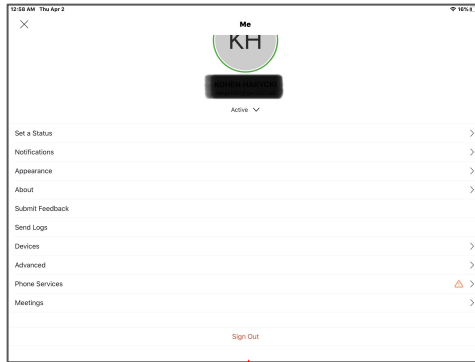 12:58 AM Thu Apr 2
16%
Me
KH
Active
Set a Status
Notifications
Appearance
About
Submit Feedback
Send Logs
Devices
Advanced
Phone Services
Meetings
Sign Out